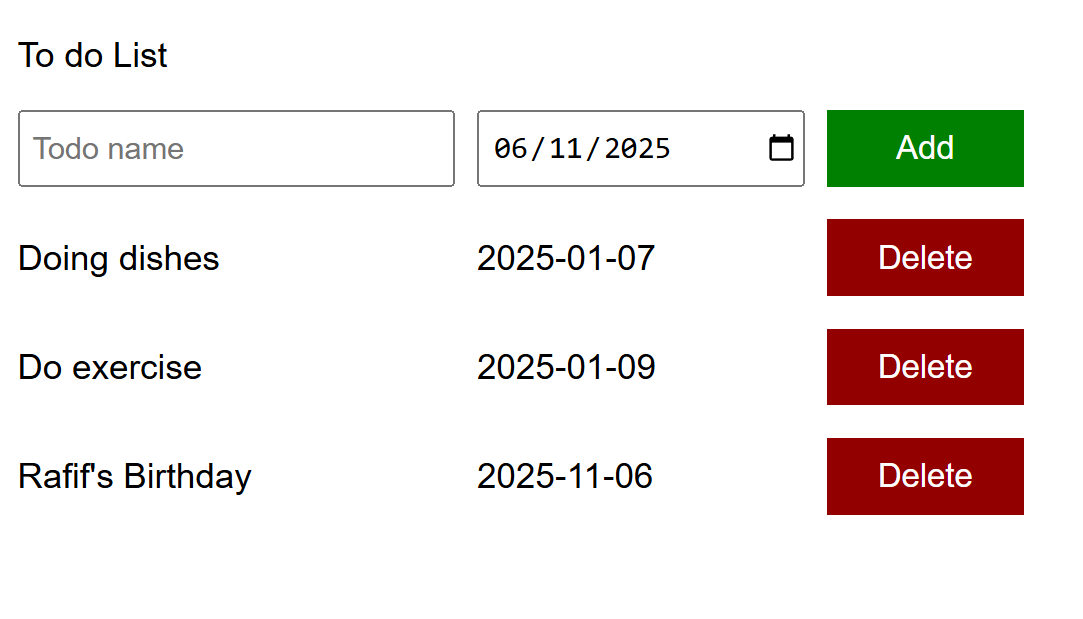 To do List
Todo name 06/11/2025 Add
Doing dishes 2025-01-07 Delete
Do exercise 2025-01-09 Delete
Rafif's Birthday 2025-11-06 Delete